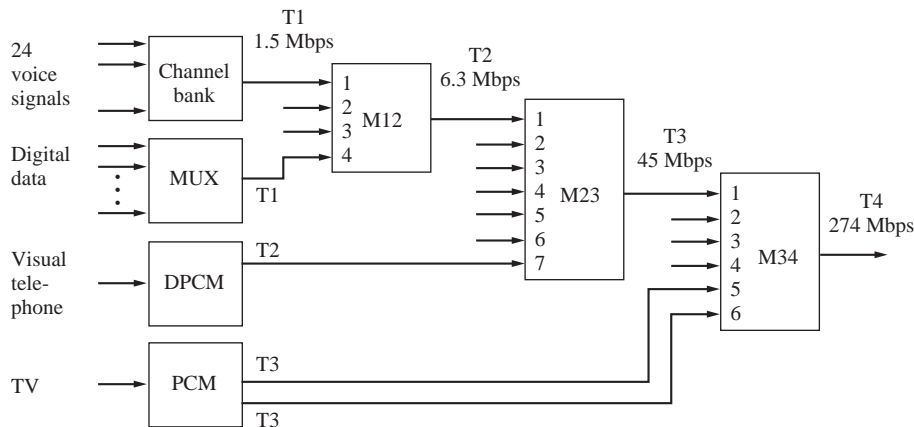 24
voice
signals
Channel
bank
T1
1.5 Mbps
1
2
3
4
M12
T2
6.3 Mbps
Digital
data
MUX
T1
1
2
3
4
5
6
7
M23
T3
45 Mbps
Visual
tele-
phone
DPCM
T2
1
2
3
4
5
6
M34
T4
274 Mbps
TV
PCM
T3
T3